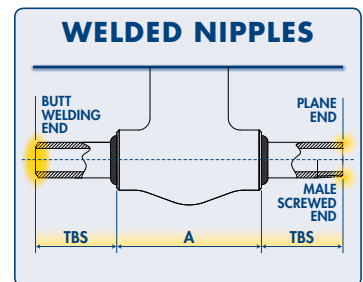 WELDED NIPPLES
BUTT
WELDING
END
PLANE
END
MALE
SCREWED
END
TBS
A
TBS